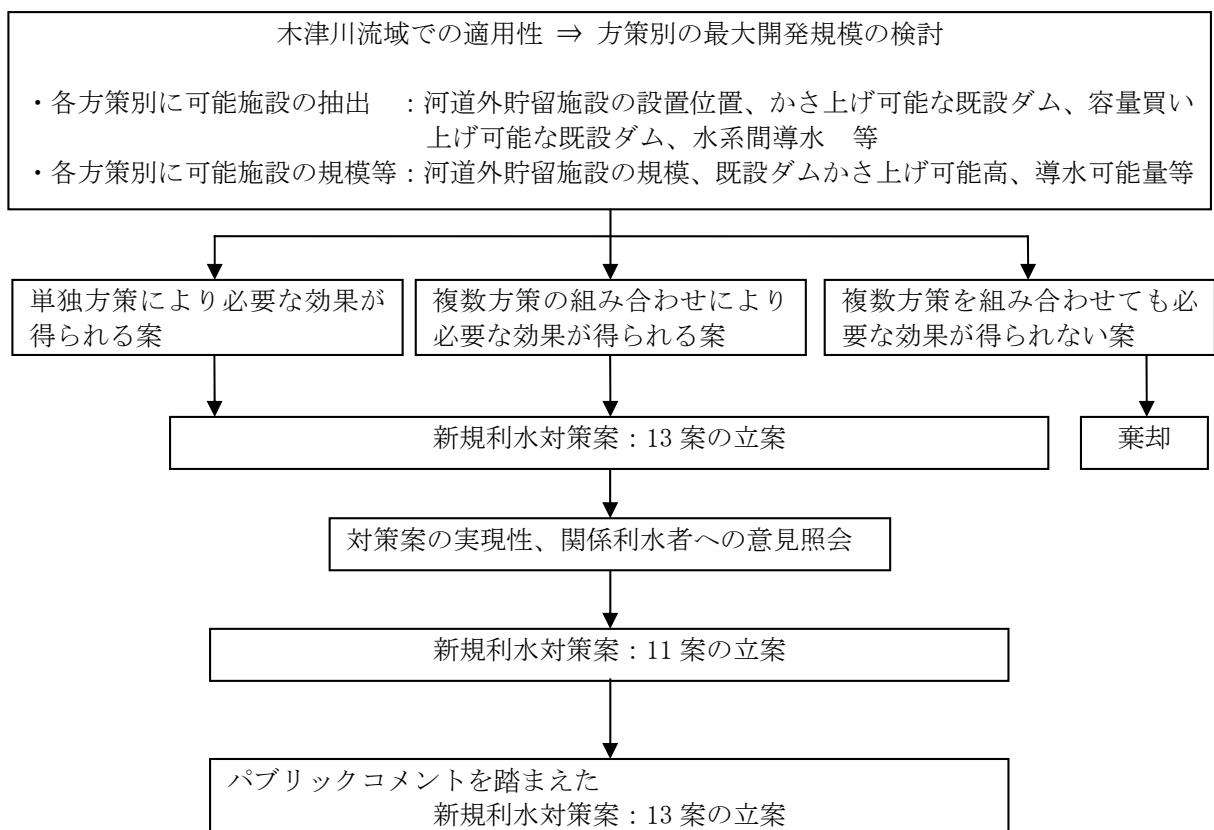 木津川流域での適用性 ⇒ 方策別の最大開発規模の検討
・各方策別に可能施設の抽出 :河道外貯留施設の設置位置、かさ上げ可能な既設ダム、容量買い
上げ可能な既設ダム、水系間導水 等
・各方策別に可能施設の規模等:河道外貯留施設の規模、既設ダムかさ上げ可能高、導水可能量等
単独方策により必要な効果が
得られる案
複数方策の組み合わせにより
必要な効果が得られる案
複数方策を組み合わせても必
要な効果が得られない案
新規利水対策案:13 案の立案
棄却
対策案の実現性、関係利水者への意見照会
新規利水対策案:11 案の立案
パブリックコメントを踏まえた
新規利水対策案:13 案の立案